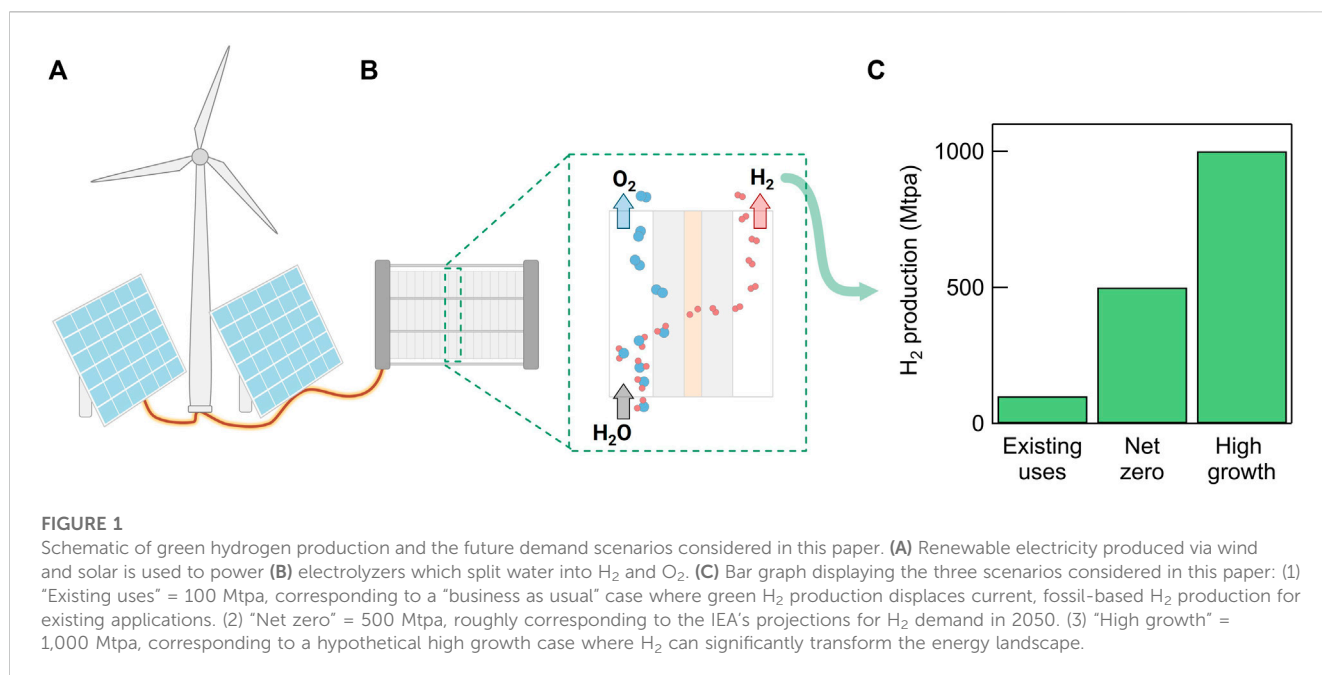 A
B
C
O₂
H₂
H₂O
H₂ production (Mtpa)
1000
500
0
Existing uses
Net zero
High growth
FIGURE 1
Schematic of green hydrogen production and the future demand scenarios considered in this paper. (A) Renewable electricity produced via wind
and solar is used to power (B) electrolyzers which split water into H₂ and O₂. (C) Bar graph displaying the three scenarios considered in this paper: (1)
"Existing uses" = 100 Mtpa, corresponding to a "business as usual" case where green H₂ production displaces current, fossil-based H₂ production for
existing applications. (2) "Net zero" = 500 Mtpa, roughly corresponding to the IEA's projections for H₂ demand in 2050. (3) "High growth" =
1,000 Mtpa, corresponding to a hypothetical high growth case where H₂ can significantly transform the energy landscape.